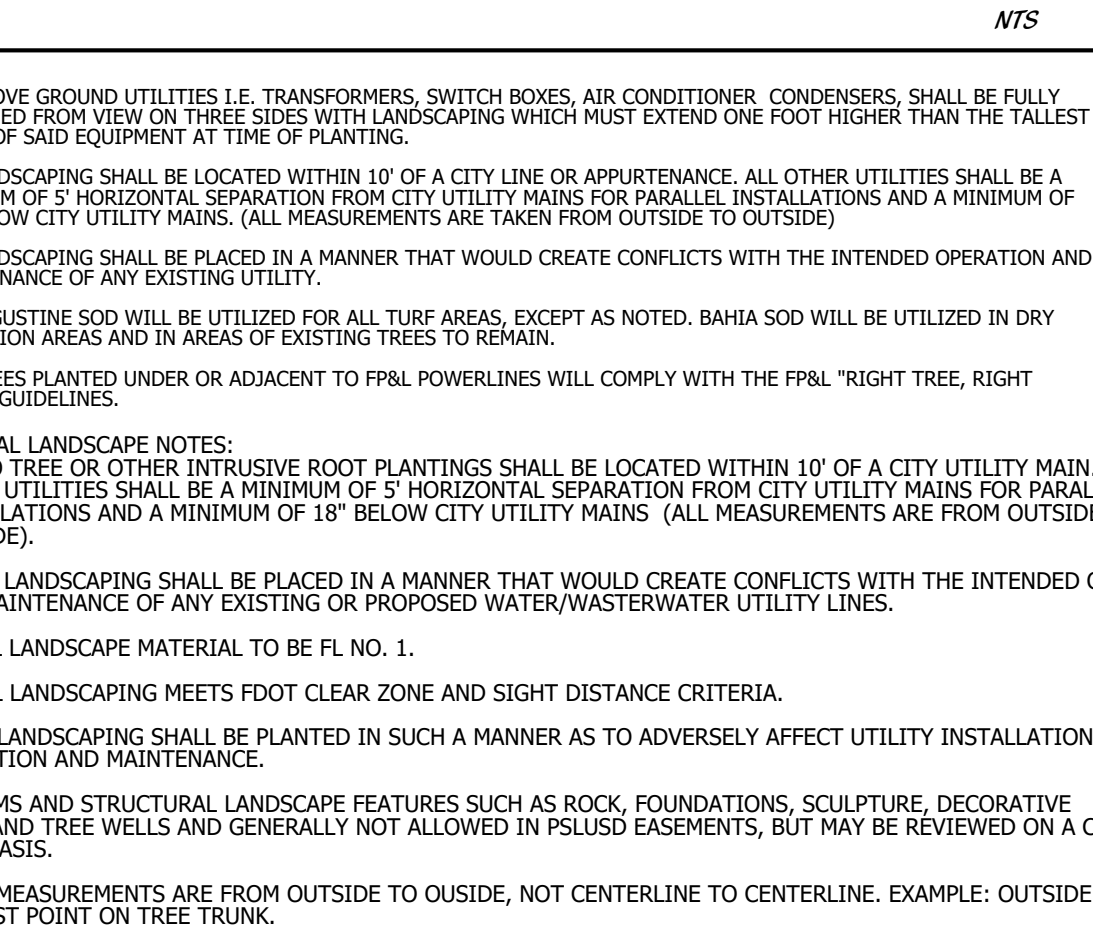 NTS
OVE GROUND UTILITIES I.E. TRANSFORMERS, SWITCH BOXES, AIR CONDITIONER  CONDENSERS, SHALL BE FULLY
ED FROM VIEW ON THREE SIDES WITH LANDSCAPING WHICH MUST EXTEND ONE FOOT HIGHER THAN THE TALLEST
OF SAID EQUIPMENT AT TIME OF PLANTING.
DSCAPING SHALL BE LOCATED WITHIN 10' OF A CITY LINE OR APPURTENANCE. ALL OTHER UTILITIES SHALL BE A
M OF 5' HORIZONTAL SEPARATION FROM CITY UTILITY MAINS FOR PARALLEL INSTALLATIONS AND A MINIMUM OF
OW CITY UTILITY MAINS. (ALL MEASUREMENTS ARE TAKEN FROM OUTSIDE TO OUTSIDE)
DSCAPING SHALL BE PLACED IN A MANNER THAT WOULD CREATE CONFLICTS WITH THE INTENDED OPERATION AND
NANCE OF ANY EXISTING UTILITY.
GUSTINE SOD WILL BE UTILIZED FOR ALL TURF AREAS, EXCEPT AS NOTED. BAHIA SOD WILL BE UTILIZED IN DRY
ION AREAS AND IN AREAS OF EXISTING TREES TO REMAIN.
EES PLANTED UNDER OR ADJACENT TO FP&L POWERLINES WILL COMPLY WITH THE FP&L "RIGHT TREE, RIGHT
GUIDELINES.
AL LANDSCAPE NOTES:
O TREE OR OTHER INTRUSIVE ROOT PLANTINGS SHALL BE LOCATED WITHIN 10' OF A CITY UTILITY MAIN.
UTILITIES SHALL BE A MINIMUM OF 5' HORIZONTAL SEPARATION FROM CITY UTILITY MAINS FOR PARAL
LATIONS AND A MINIMUM OF 18" BELOW CITY UTILITY MAINS  (ALL MEASUREMENTS ARE FROM OUTSIDE
DE).
LANDSCAPING SHALL BE PLACED IN A MANNER THAT WOULD CREATE CONFLICTS WITH THE INTENDED O
AINTENANCE OF ANY EXISTING OR PROPOSED WATER/WASTERWATER UTILITY LINES.
L LANDSCAPE MATERIAL TO BE FL NO. 1.
L LANDSCAPING MEETS FDOT CLEAR ZONE AND SIGHT DISTANCE CRITERIA.
LANDSCAPING SHALL BE PLANTED IN SUCH A MANNER AS TO ADVERSELY AFFECT UTILITY INSTALLATION
TION AND MAINTENANCE.
MS AND STRUCTURAL LANDSCAPE FEATURES SUCH AS ROCK, FOUNDATIONS, SCULPTURE, DECORATIVE
AND TREE WELLS AND GENERALLY NOT ALLOWED IN PSLUSD EASEMENTS, BUT MAY BE REVIEWED ON A C
ASIS.
MEASUREMENTS ARE FROM OUTSIDE TO OUSIDE, NOT CENTERLINE TO CENTERLINE. EXAMPLE: OUTSIDE
ST POINT ON TREE TRUNK.